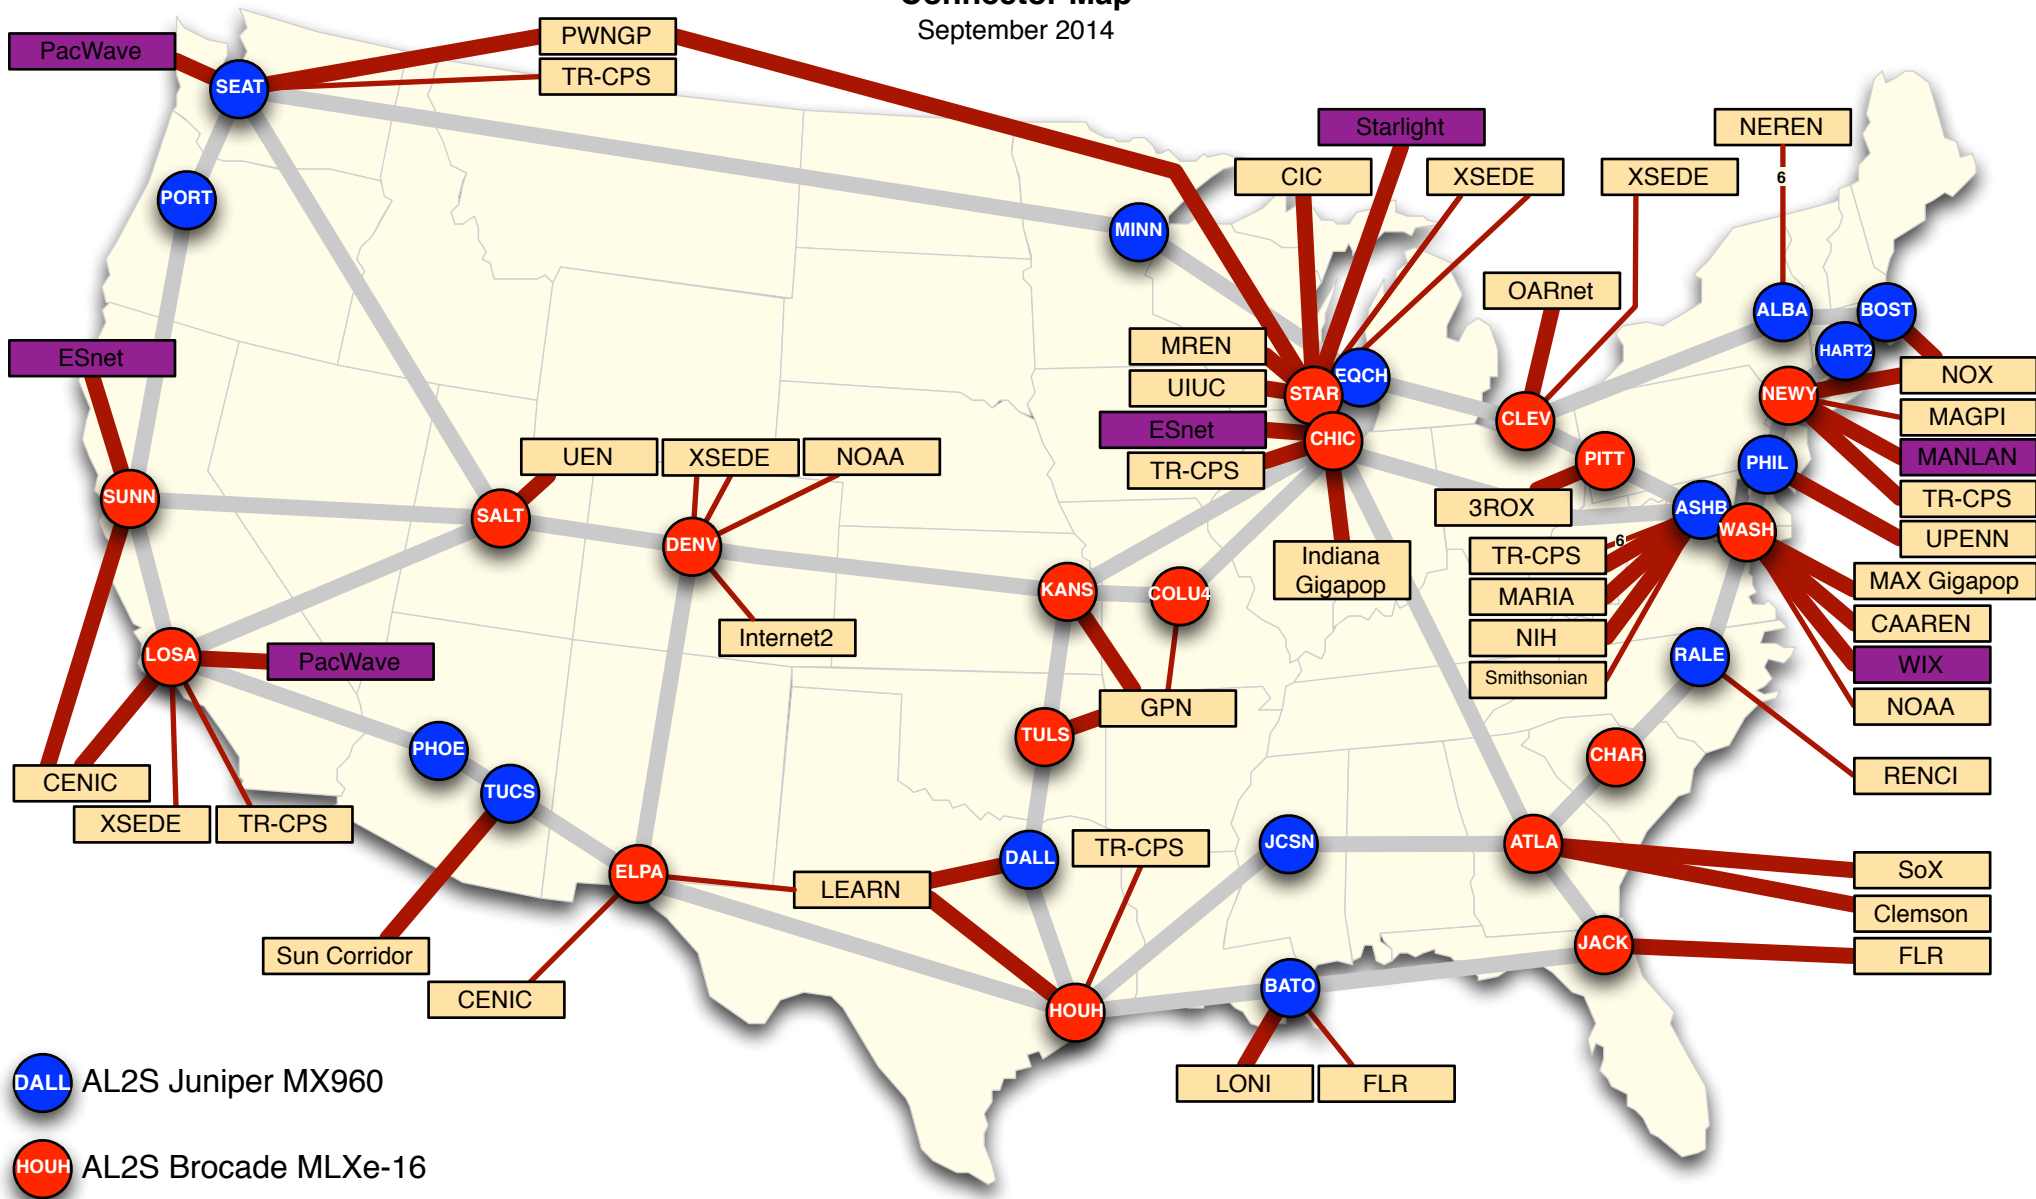 Connector Map
September 2014
PacWave
SEAT
PWNGP
TR-CPS
PORT
MINN
Starlight
CIC
XSEDE
XSEDE
NEREN
6
OARnet
ALBA
BOST
HART2
ESnet
MREN
UIUC
ESnet
TR-CPS
STAR
EQCH
CHIC
CLEV
NEWY
NOX
MAGPI
MANLAN
TR-CPS
UPENN
PITT
PHIL
3ROX
ASHB
WASH
UEN
XSEDE
NOAA
SUNN
SALT
DENV
Internet2
KANS
COLU4
Indiana
Gigapop
TR-CPS
6
MARIA
NIH
Smithsonian
MAX Gigapop
CAAREN
WIX
NOAA
RALE
RENCI
LOSA
PacWave
GPN
TULS
CHAR
PHOE
TUCS
CENIC
XSEDE
TR-CPS
ELPA
LEARN
DALL
TR-CPS
JCSN
ATLA
SoX
Clemson
FLR
JACK
Sun Corridor
CENIC
HOUH
BATO
LONI
FLR
DALL AL2S Juniper MX960
HOUH AL2S Brocade MLXe-16